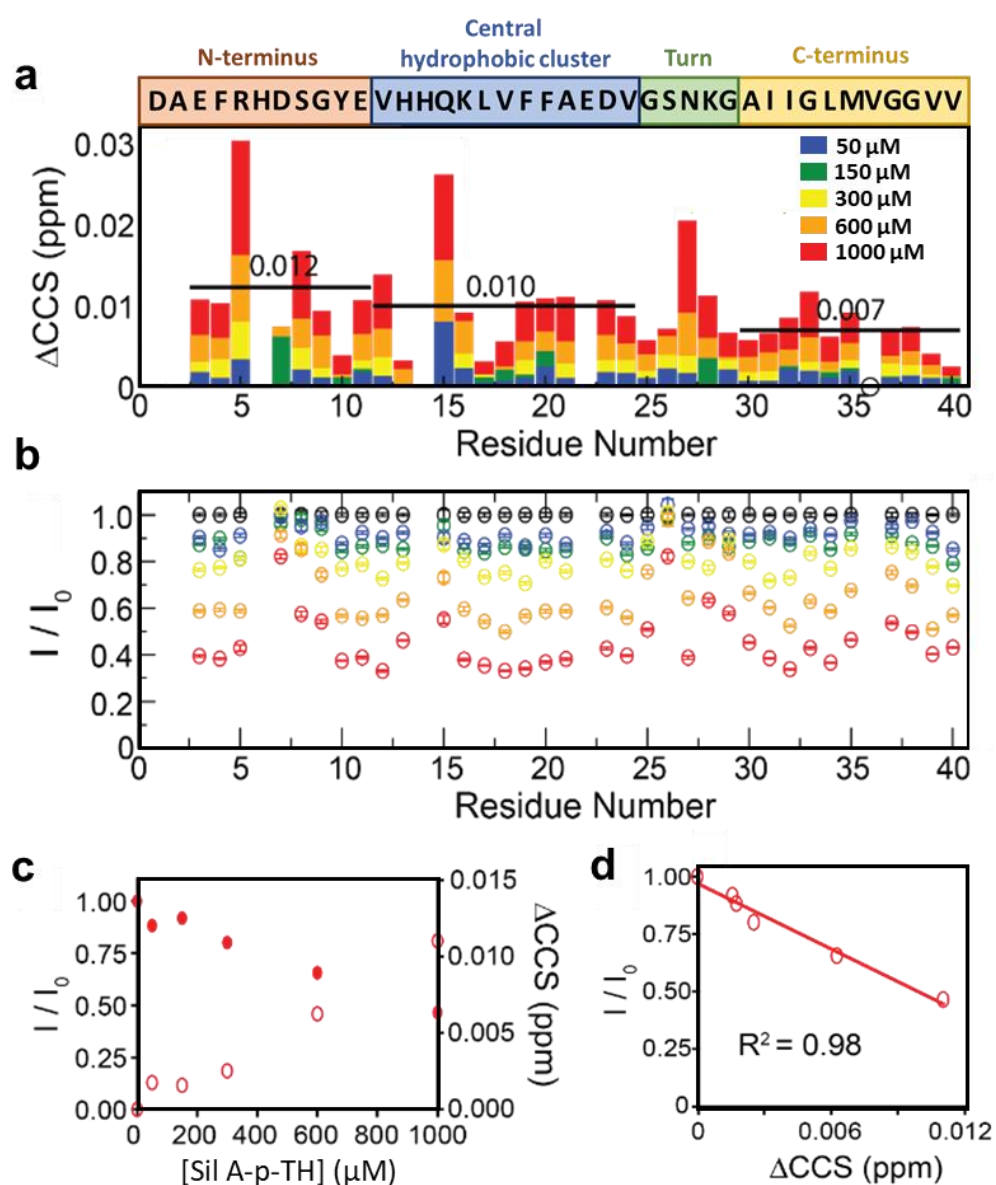 a
N-terminus
Central
hydrophobic cluster
Turn
C-terminus
DAEFRHDSGYE
VHHQKLVFFAEDV
GSNKG
AIIGLMVGGVV
ΔCCS (ppm)
0.03
0.02
0.01
0
0.012
0.010
0.007
50 μM
150 μM
300 μM
600 μM
1000 μM
0 5 10 15 20 25 30 35 40
Residue Number
b
I / I0
1.0
0.8
0.6
0.4
0.2
0
0 5 10 15 20 25 30 35 40
Residue Number
c
I / I0
1.00
0.75
0.50
0.25
0.00
0.015
0.010
0.005
0.000
ΔCCS (ppm)
0 200 400 600 800 1000
[Sil A-p-TH] (μM)
d
I / I0
1.00
0.75
0.50
0.25
0
R² = 0.98
0 0.006 0.012
ΔCCS (ppm)